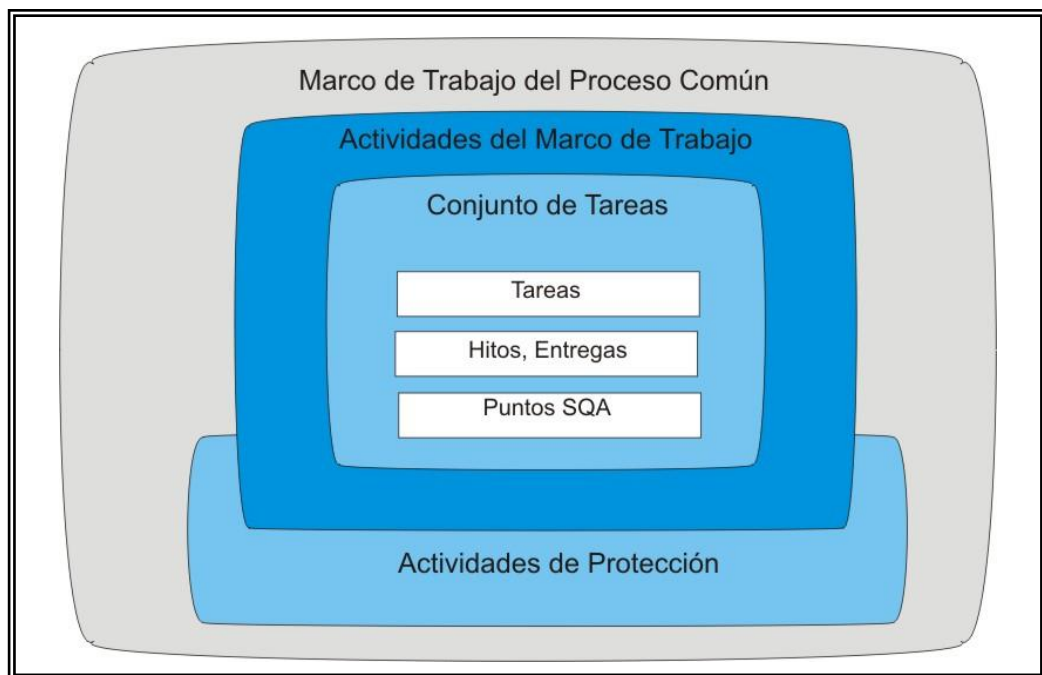 Marco de Trabajo del Proceso Común
Actividades del Marco de Trabajo
Conjunto de Tareas
Tareas
Hitos, Entregas
Puntos SQA
Actividades de Protección